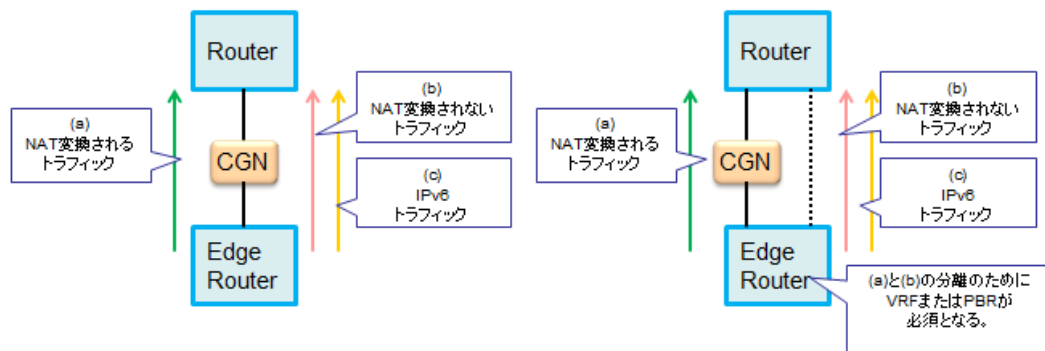 Router
(a)
NAT変換される
トラフィック
(b)
NAT変換されない
トラフィック
CGN
(c)
IPv6
トラフィック
Edge
Router
Router
(a)
NAT変換される
トラフィック
(b)
NAT変換されない
トラフィック
CGN
(c)
IPv6
トラフィック
Edge
Router
(a)と(b)の分離のために
VRFまたはPBRが
必須となる。